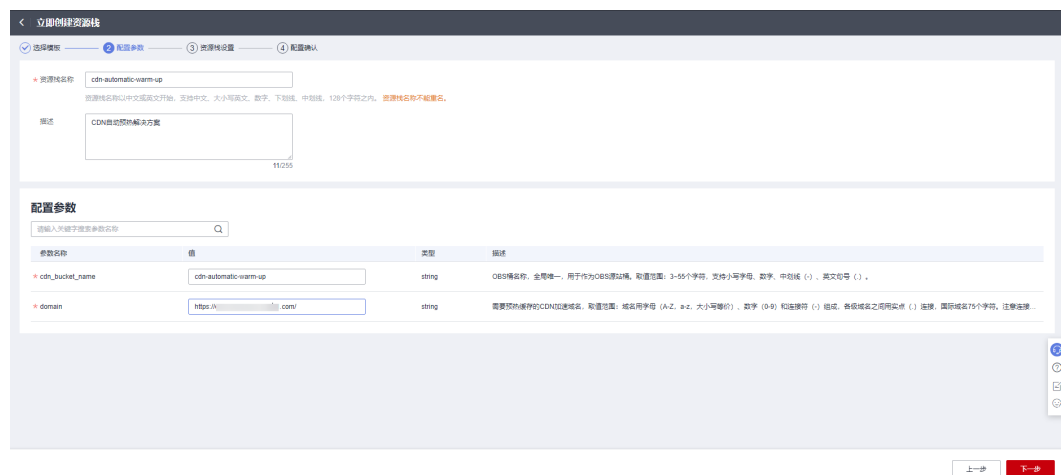 立即创建资源栈
选择模板 2 配置参数 3 资源栈设置 4 配置确认
* 资源栈名称 cdn-automatic-warm-up
资源栈名称以中文或英文开始，支持中文、大小写英文、数字、下划线、中划线，128个字符之内。 资源栈名称不能重名。
描述 CDN自动预热解决方案
11/255
配置参数
请输入关键字搜索参数名称
参数名称 值 类型 描述
* cdn_bucket_name cdn-automatic-warm-up string OBS桶名称，全局唯一，用于作为OBS源站桶。取值范围：3~55个字符，支持小写字母、数字、中划线（-）、英文句号（.）。
* domain https:// .com/ string 需要预热缓存的CDN加速域名，取值范围：域名用字母（A-Z，a-z，大小写等价）、数字（0-9）和连接符（-）组成，各级域名之间用实点（.）连接，国际域名75个字符。注意连接...
上一步 下一步